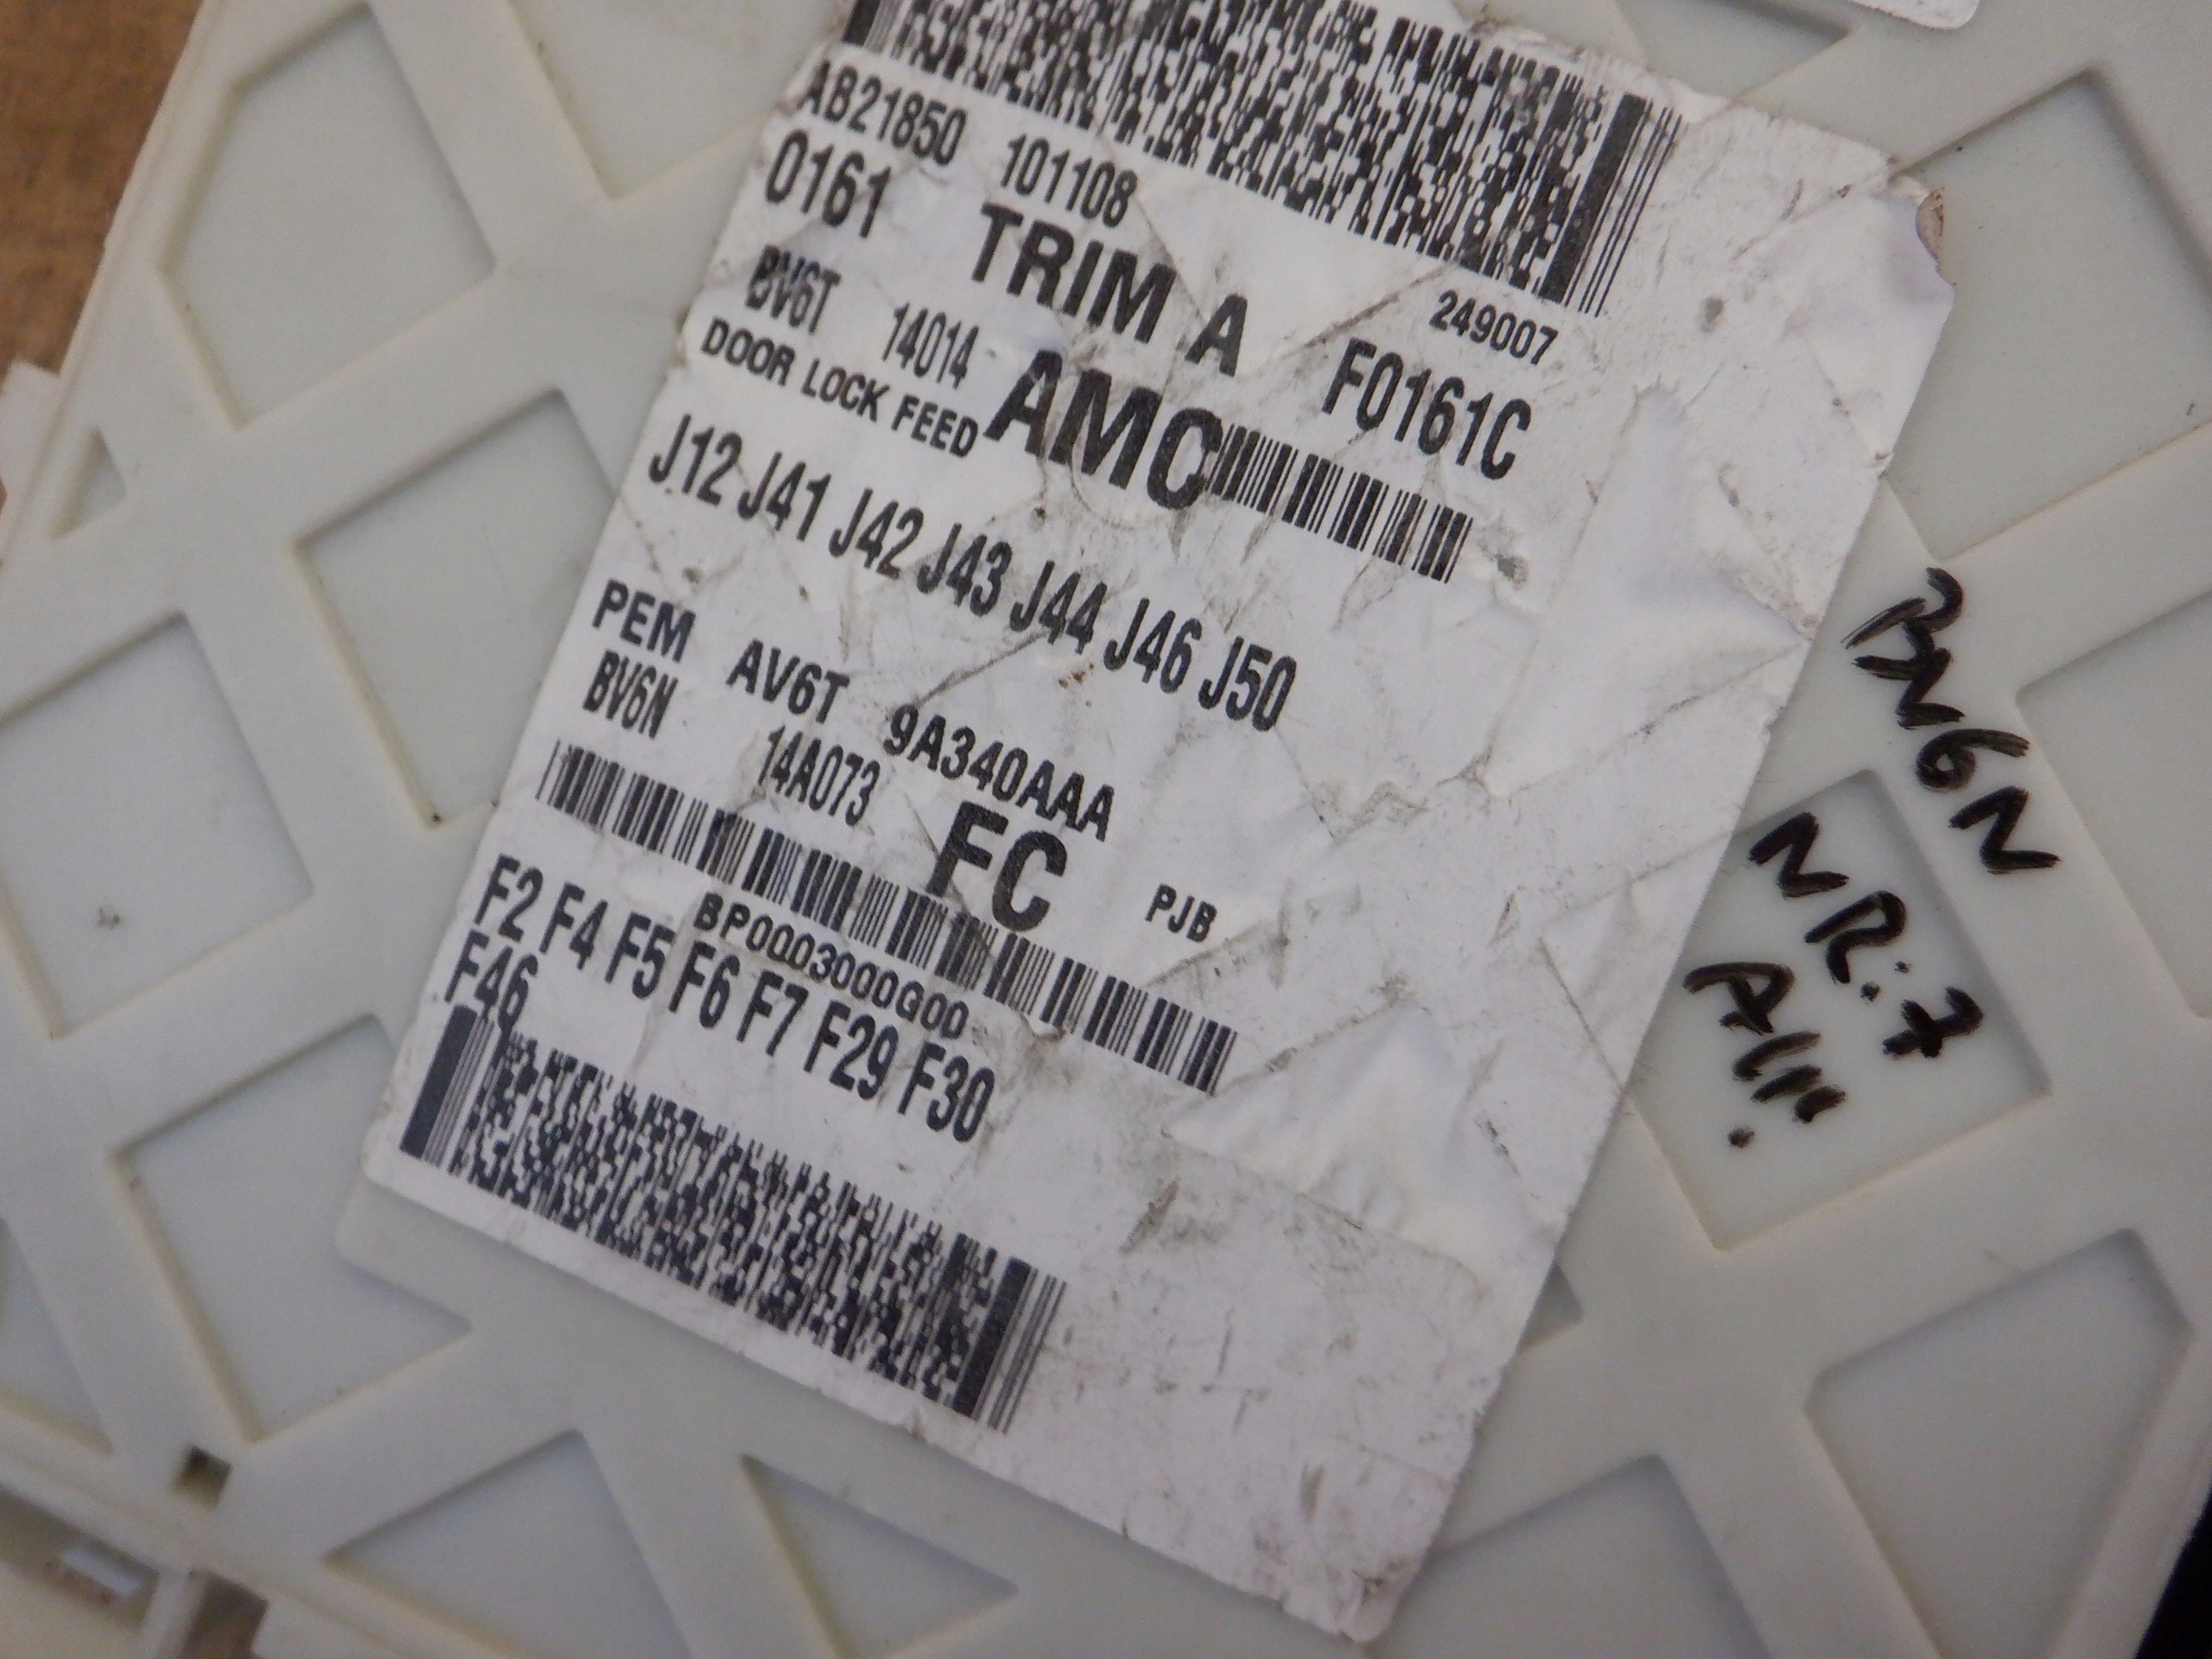 AB21850 101108
0161 TRIM A 249007
BV6T 14014 AMC F0161C
DOOR LOCK FEED
J12 J41 J42 J43 J44 J46 J50
PEM AV6T 9A340AAA
BV6N 14A073 FC PJB
BP0003000G00
F2 F4 F5 F6 F7 F29 F30
F46
BV6N
NR:7